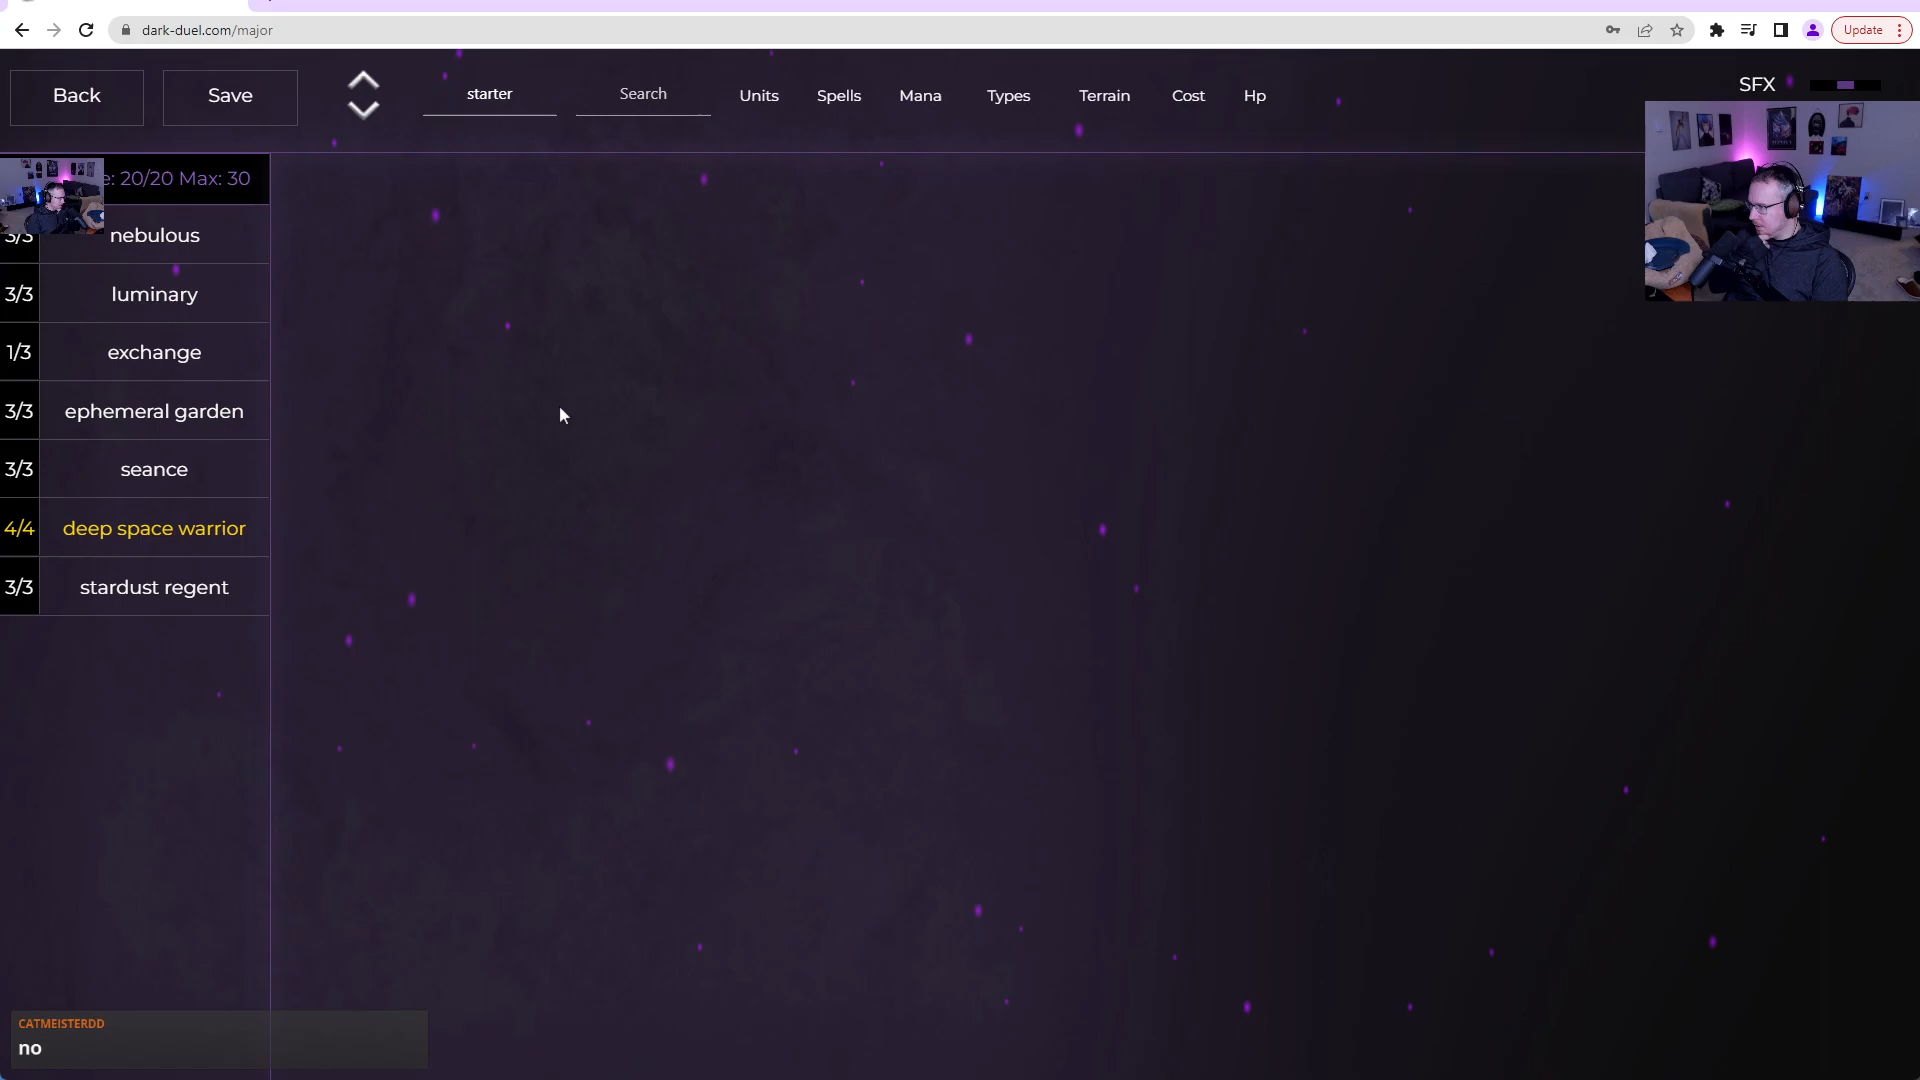 dark-duel.com/major
Update
Back
Save
starter
Search
Units
Spells
Mana
Types
Terrain
Cost
Hp
SFX
e: 20/20 Max: 30
3/3 nebulous
3/3 luminary
1/3 exchange
3/3 ephemeral garden
3/3 seance
4/4 deep space warrior
3/3 stardust regent
CATMEISTERDD
no